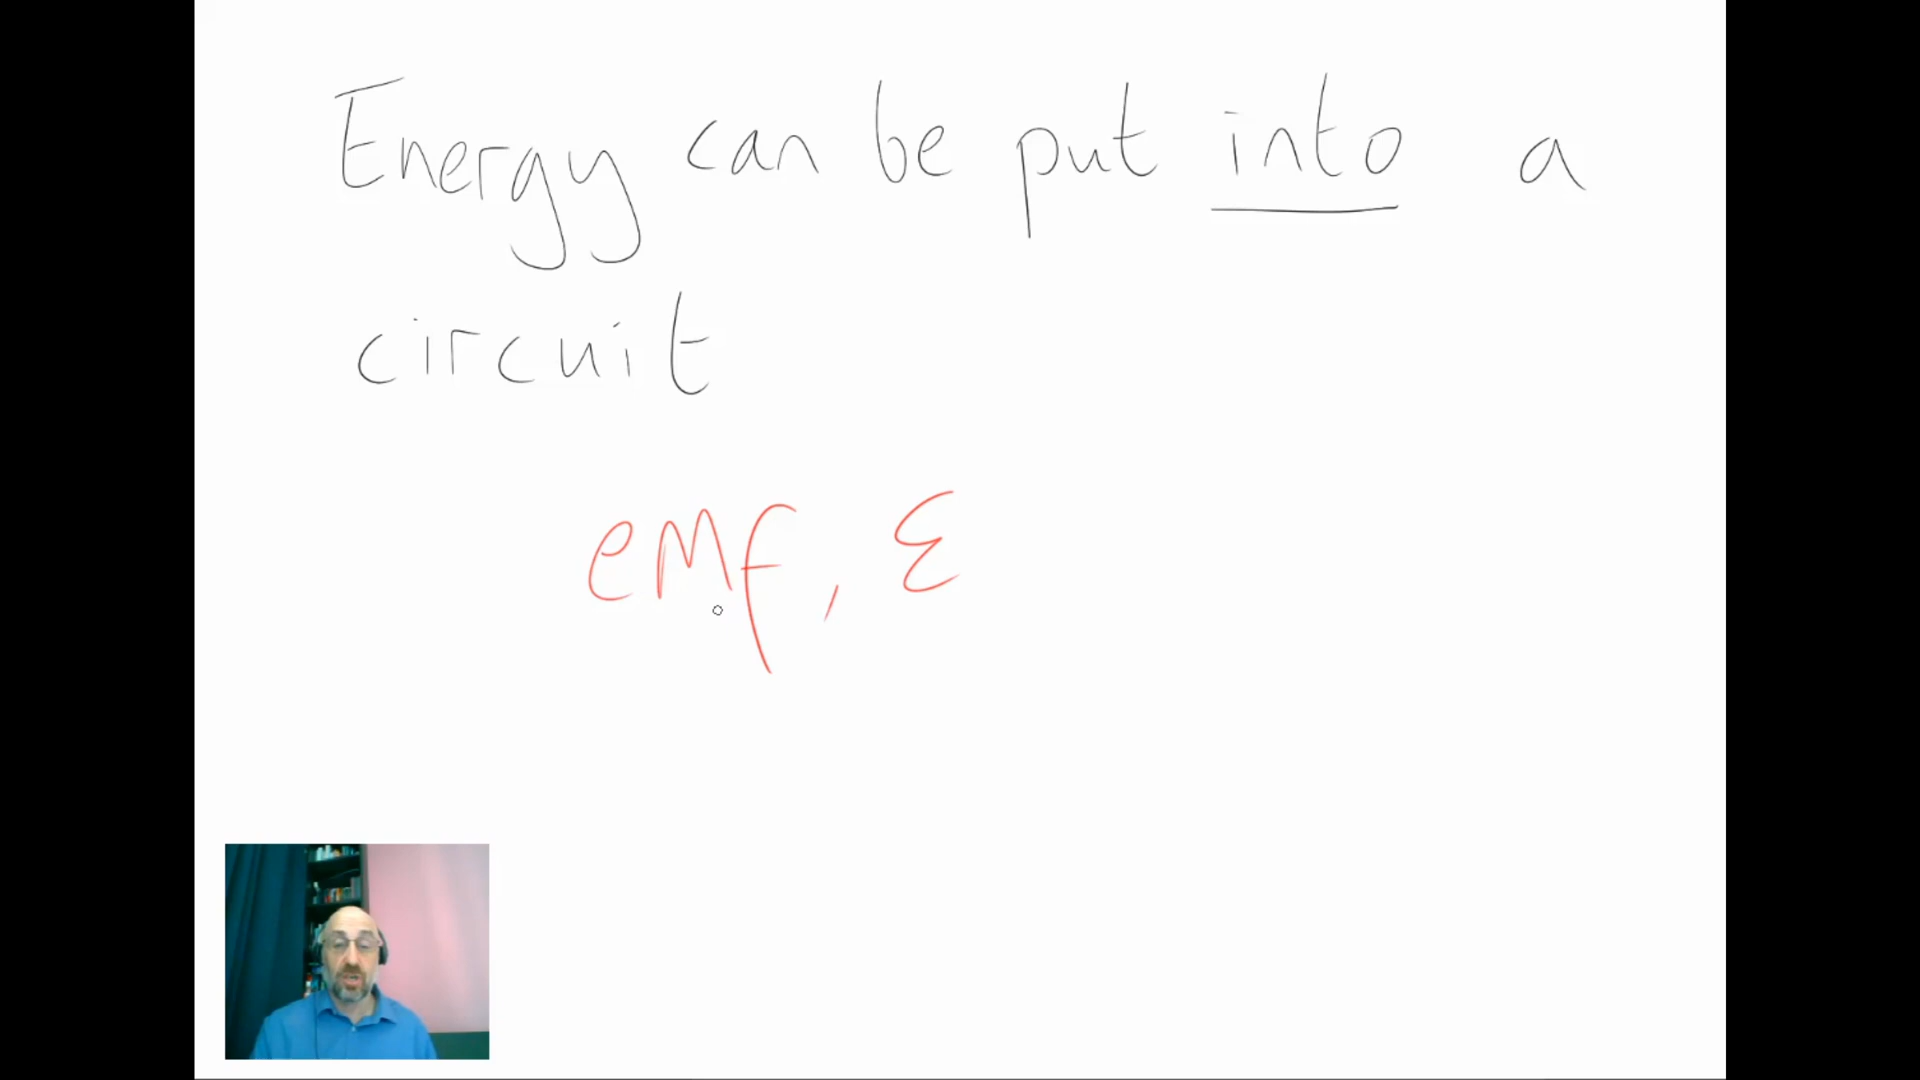 Energy can be put into a
circuit
emf, ε